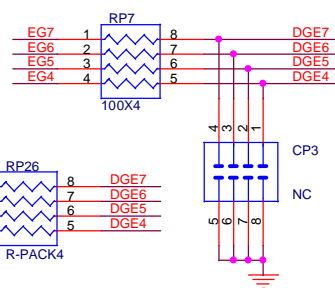 RP7
EG7 1 8 DGE7
EG6 2 7 DGE6
EG5 3 6 DGE5
EG4 4 5 DGE4
100X4
4 3 2 1
CP3
NC
5 6 7 8
RP26
8 DGE7
7 DGE6
6 DGE5
5 DGE4
R-PACK4